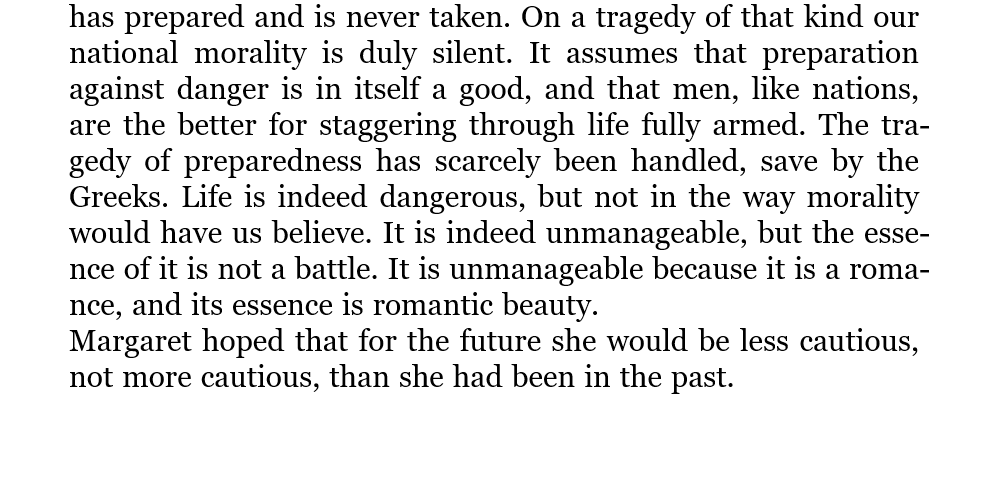 has prepared and is never taken. On a tragedy of that kind our
national morality is duly silent. It assumes that preparation
against danger is in itself a good, and that men, like nations,
are the better for staggering through life fully armed. The tra-
gedy of preparedness has scarcely been handled, save by the
Greeks. Life is indeed dangerous, but not in the way morality
would have us believe. It is indeed unmanageable, but the esse-
nce of it is not a battle. It is unmanageable because it is a roma-
nce, and its essence is romantic beauty.
Margaret hoped that for the future she would be less cautious,
not more cautious, than she had been in the past.